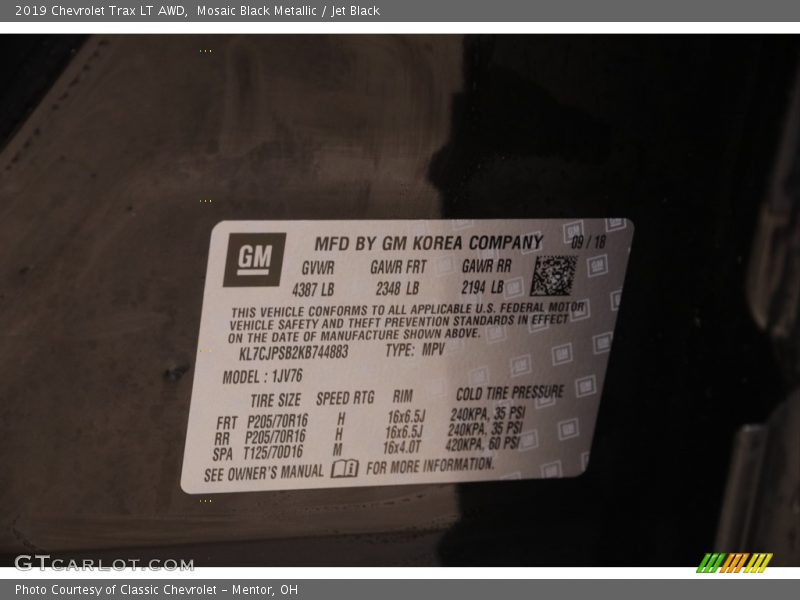 2019 Chevrolet Trax LT AWD, Mosaic Black Metallic / Jet Black
GM
MFD BY GM KOREA COMPANY 09 / 18
GVWR GAWR FRT GAWR RR
4387 LB 2348 LB 2194 LB
THIS VEHICLE CONFORMS TO ALL APPLICABLE U.S. FEDERAL MOTOR
VEHICLE SAFETY AND THEFT PREVENTION STANDARDS IN EFFECT
ON THE DATE OF MANUFACTURE SHOWN ABOVE.
KL7CJPSB2KB744883 TYPE: MPV
MODEL : 1JV76
TIRE SIZE SPEED RTG RIM COLD TIRE PRESSURE
FRT P205/70R16 H 16x6.5J 240KPA, 35 PSI
RR P205/70R16 H 16x6.5J 240KPA, 35 PSI
SPA T125/70D16 M 16x4.0T 420KPA, 60 PSI
SEE OWNER'S MANUAL FOR MORE INFORMATION.
GTCARLOT.COM
Photo Courtesy of Classic Chevrolet - Mentor, OH